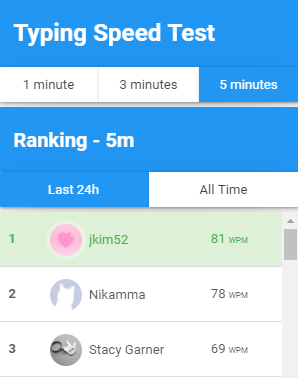 Typing Speed Test
1 minute 3 minutes 5 minutes
Ranking - 5m
Last 24h All Time
1 jkim52 81 WPM
2 Nikamma 78 WPM
3 Stacy Garner 69 WPM